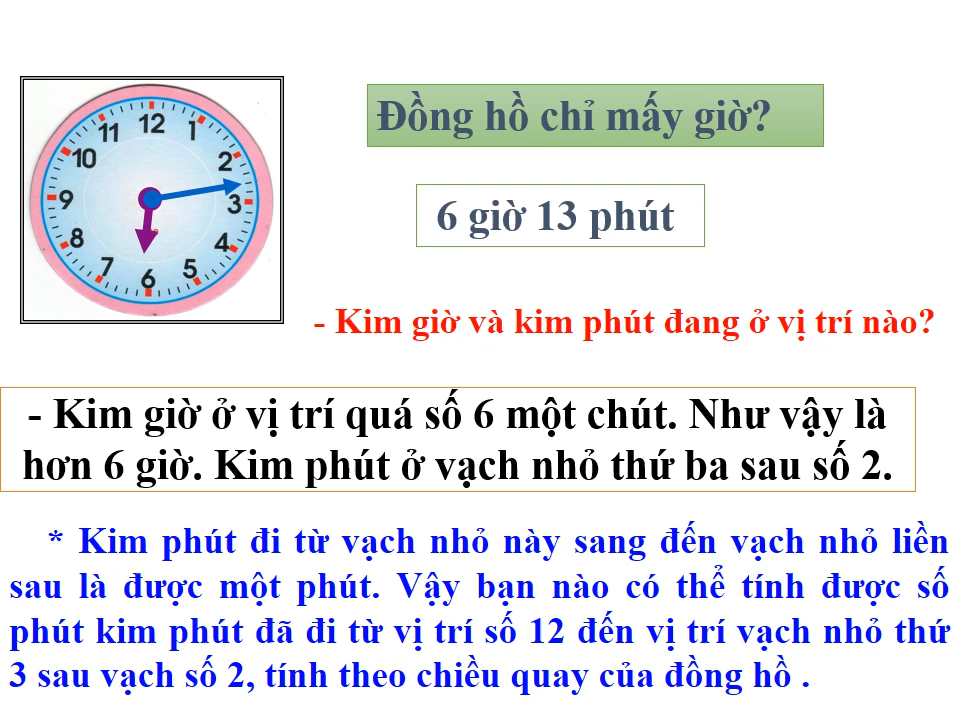 Đồng hồ chỉ mấy giờ?
12
1
2
3
4
5
6
7
8
9
10
11
6 giờ 13 phút
- Kim giờ và kim phút đang ở vị trí nào?
- Kim giờ ở vị trí quá số 6 một chút. Như vậy là
hơn 6 giờ. Kim phút ở vạch nhỏ thứ ba sau số 2.
* Kim phút đi từ vạch nhỏ này sang đến vạch nhỏ liền
sau là được một phút. Vậy bạn nào có thể tính được số
phút kim phút đã đi từ vị trí số 12 đến vị trí vạch nhỏ thứ
3 sau vạch số 2, tính theo chiều quay của đồng hồ .